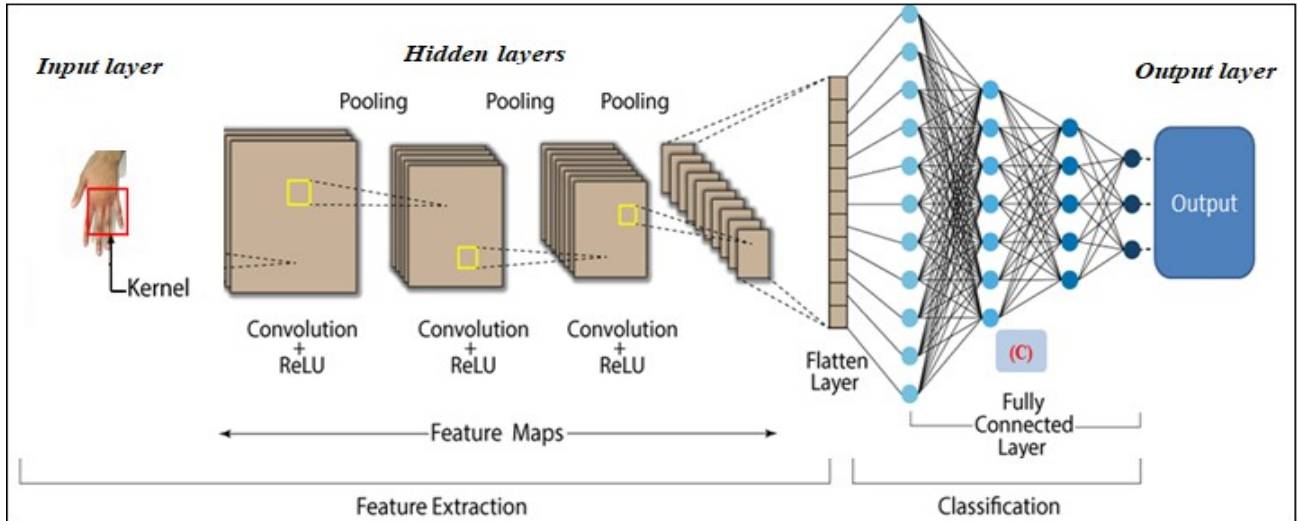 Input layer
Hidden layers
Output layer
Pooling
Pooling
Pooling
Kernel
Output
Convolution
+
ReLU
Convolution
+
ReLU
Convolution
+
ReLU
Flatten
Layer
(C)
Fully
Connected
Layer
Feature Maps
Feature Extraction
Classification